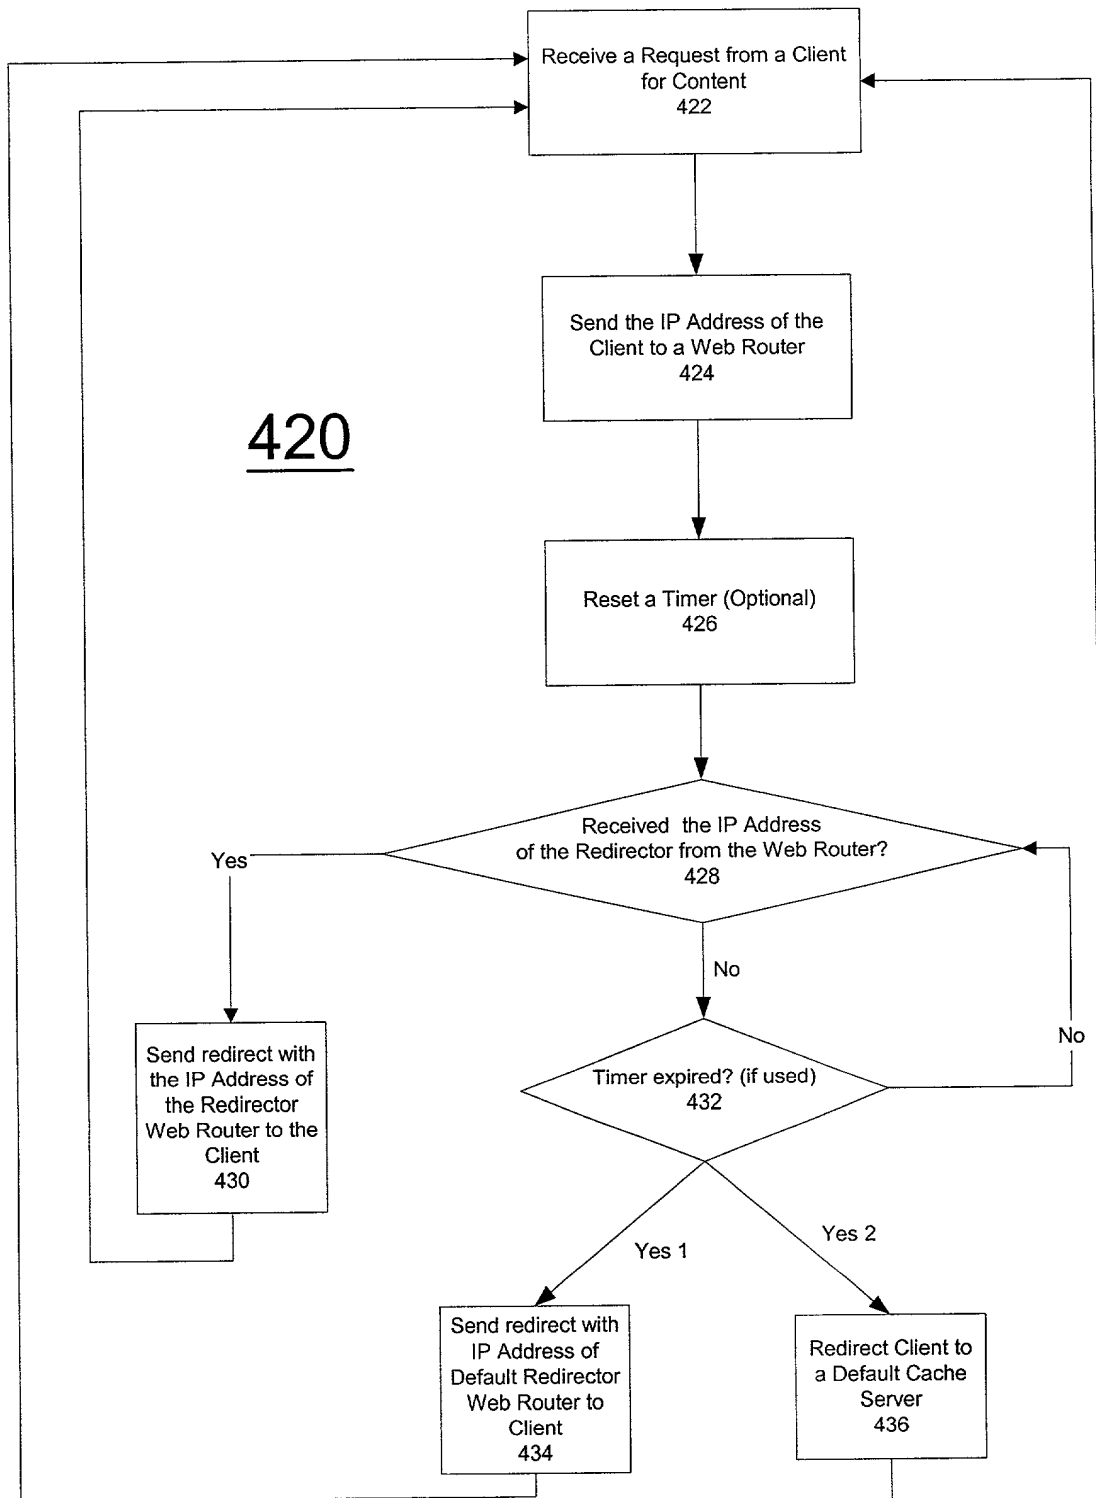 Receive a Request from a Client
for Content
422
Send the IP Address of the
Client to a Web Router
424
420
Reset a Timer (Optional)
426
Received the IP Address
of the Redirector from the Web Router?
428
Yes
No
No
Send redirect with
the IP Address of
the Redirector
Web Router to the
Client
430
Timer expired? (if used)
432
Yes 1
Yes 2
Send redirect with
IP Address of
Default Redirector
Web Router to
Client
434
Redirect Client to
a Default Cache
Server
436